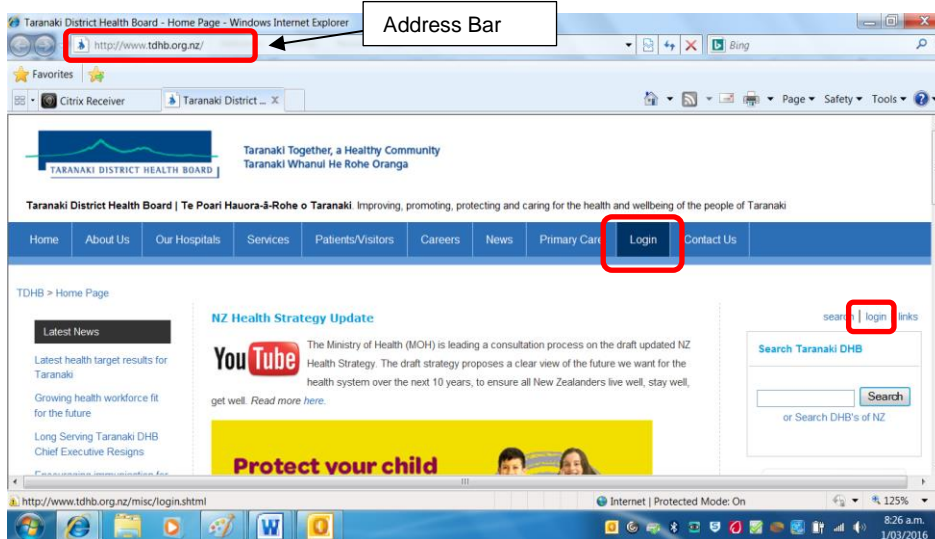 Address Bar
Taranaki District Health Board - Home Page - Windows Internet Explorer
http://www.tdhb.org.nz/
Bing
Favorites
Citrix Receiver
Taranaki District ... X
Page Safety Tools
TARANAKI DISTRICT HEALTH BOARD
Taranaki Together, a Healthy Community
Taranaki Whanui He Rohe Oranga
Taranaki District Health Board | Te Poari Hauora-ā-Rohe o Taranaki. Improving, promoting, protecting and caring for the health and wellbeing of the people of Taranaki
Home About Us Our Hospitals Services Patients/Visitors Careers News Primary Care Login Contact Us
TDHB > Home Page
search | login | links
Latest News
Latest health target results for
Taranaki
Growing health workforce fit
for the future
Long Serving Taranaki DHB
Chief Executive Resigns
NZ Health Strategy Update
You Tube
The Ministry of Health (MOH) is leading a consultation process on the draft updated NZ
Health Strategy. The draft strategy proposes a clear view of the future we want for the
health system over the next 10 years, to ensure all New Zealanders live well, stay well,
get well. Read more here.
Protect your child
Search Taranaki DHB
Search
or Search DHB's of NZ
http://www.tdhb.org.nz/misc/login.shtml
Internet | Protected Mode: On
125%
8:26 a.m.
1/03/2016